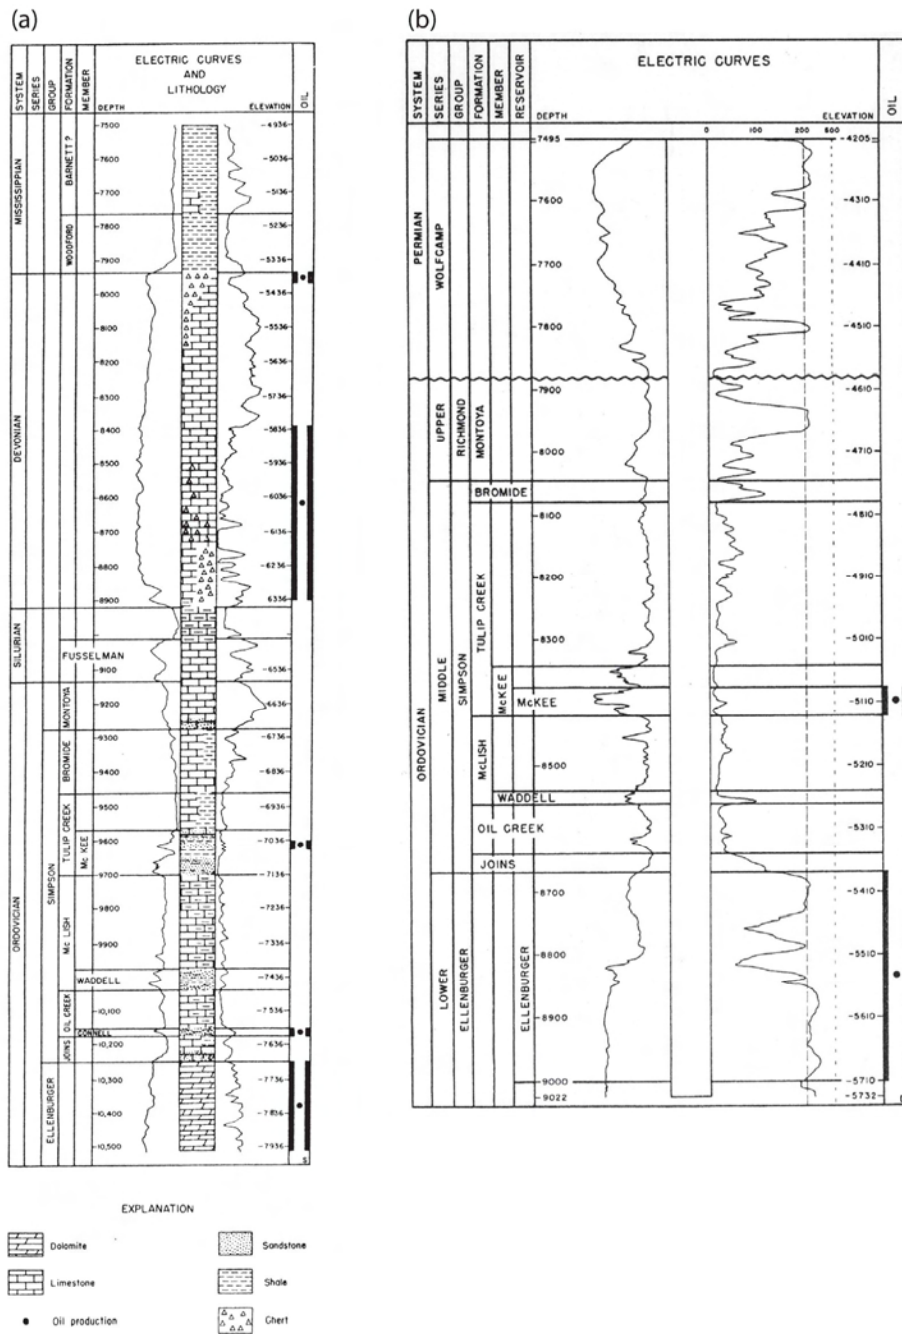 (a)
SYSTEM
SERIES
GROUP
FORMATION
MEMBER
ELECTRIC CURVES
AND
LITHOLOGY
DEPTH
ELEVATION
OIL
MISSISSIPPIAN
DEVONIAN
SILURIAN
ORDOVICIAN
SIMPSON
ELLENBURGER
BARNETT ?
WOODFORD
FUSSELMAN
MONTOYA
BROMIDE
TULIP CREEK
Mc KEE
Mc LISH
WADDELL
OIL CREEK
CONNELL
JOINS
7500 -4936
7600 -5036
7700 -5136
7800 -5236
7900 -5336
8000 -5436
8100 -5536
8200 -5636
8300 -5736
8400 -5836
8500 -5936
8600 -6036
8700 -6136
8800 -6236
8900 -6336
9100 -6536
9200 -6636
9300 -6736
9400 -6836
9500 -6936
9600 -7036
9700 -7136
9800 -7236
9900 -7336
-7436
10,100 -7536
10,200 -7636
10,300 -7736
10,400 -7836
10,500 -7936
S
EXPLANATION
Dolomite
Sandstone
Limestone
Shale
Oil production
Chert
(b)
SYSTEM
SERIES
GROUP
FORMATION
MEMBER
RESERVOIR
ELECTRIC CURVES
DEPTH
ELEVATION
OIL
0 100 200 600
PERMIAN
WOLFCAMP
ORDOVICIAN
UPPER
RICHMOND
MONTOYA
MIDDLE
SIMPSON
BROMIDE
TULIP CREEK
McKEE
McKEE
McLISH
WADDELL
OIL CREEK
JOINS
LOWER
ELLENBURGER
ELLENBURGER
7495 -4205
7600 -4310
7700 -4410
7800 -4510
7900 -4610
8000 -4710
8100 -4810
8200 -4910
8300 -5010
-5110
8500 -5210
-5310
8700 -5410
8800 -5510
8900 -5610
9000 -5710
9022 -5732